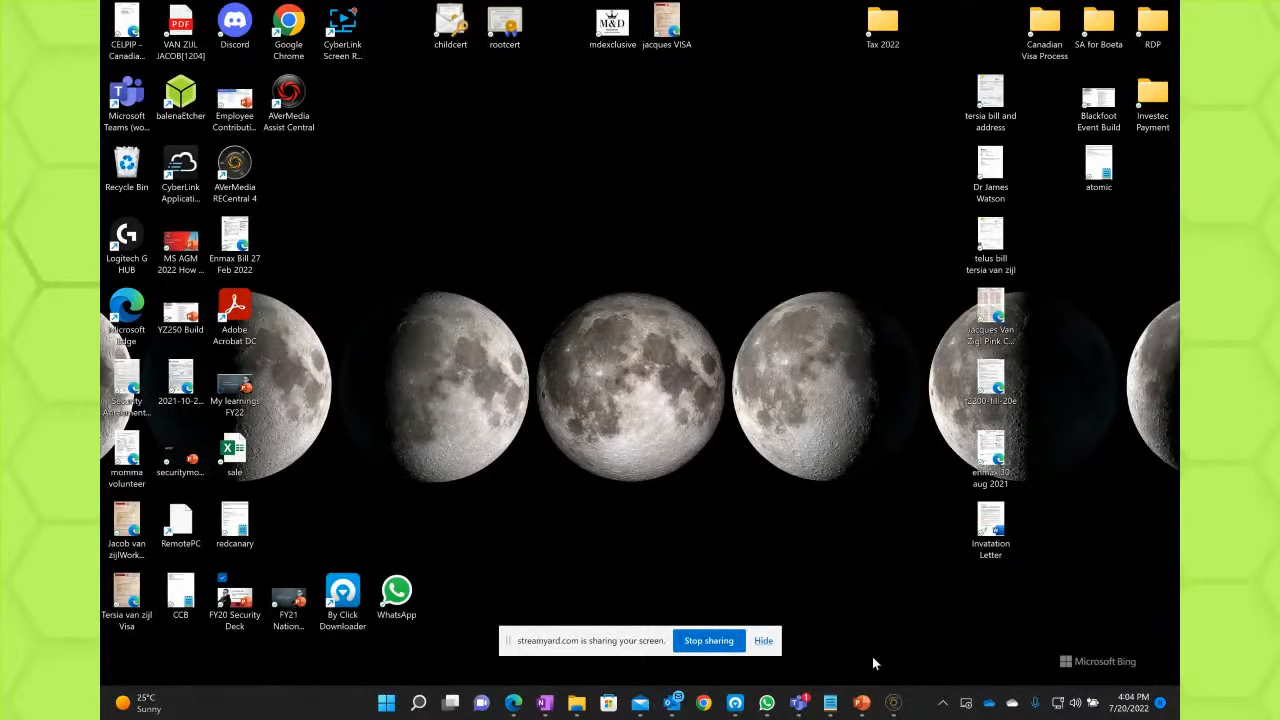 CELPIP -
Canadia...
VAN ZIJL
JACOB[1204]
PDF
Discord
Google
Chrome
CyberLink
Screen R...
childcert
rootcert
M&D
mdexclusive
jacques VISA
Tax 2022
Canadian
Visa Process
SA for Boeta
RDP
Microsoft
Teams (wo...
balenaEtcher
Employee
Contributi...
AVerMedia
Assist Central
tersia bill and
address
Blackfoot
Event Build
Investec
Payment
Recycle Bin
CyberLink
Applicati...
AVerMedia
RECentral 4
Dr James
Watson
atomic
Logitech G
HUB
MS AGM
2022 How ...
Enmax Bill 27
Feb 2022
telus bill
tersia van zijl
Microsoft
Edge
YZ250 Build
Adobe
Acrobat DC
Jacques Van
Zigl Pink C...
Security
Agreement...
2021-10-2...
My learnings
FY22
t2200-fill-20e
momma
volunteer
securitymo...
sale
enmax 30
aug 2021
Jacob van
zijlWork...
RemotePC
redcanary
Invatation
Letter
Tersia van zijl
Visa
CCB
FY20 Security
Deck
FY21
Nation...
By Click
Downloader
WhatsApp
streamyard.com is sharing your screen.
Stop sharing
Hide
Microsoft Bing
25°C
Sunny
1
4:04 PM
7/20/2022